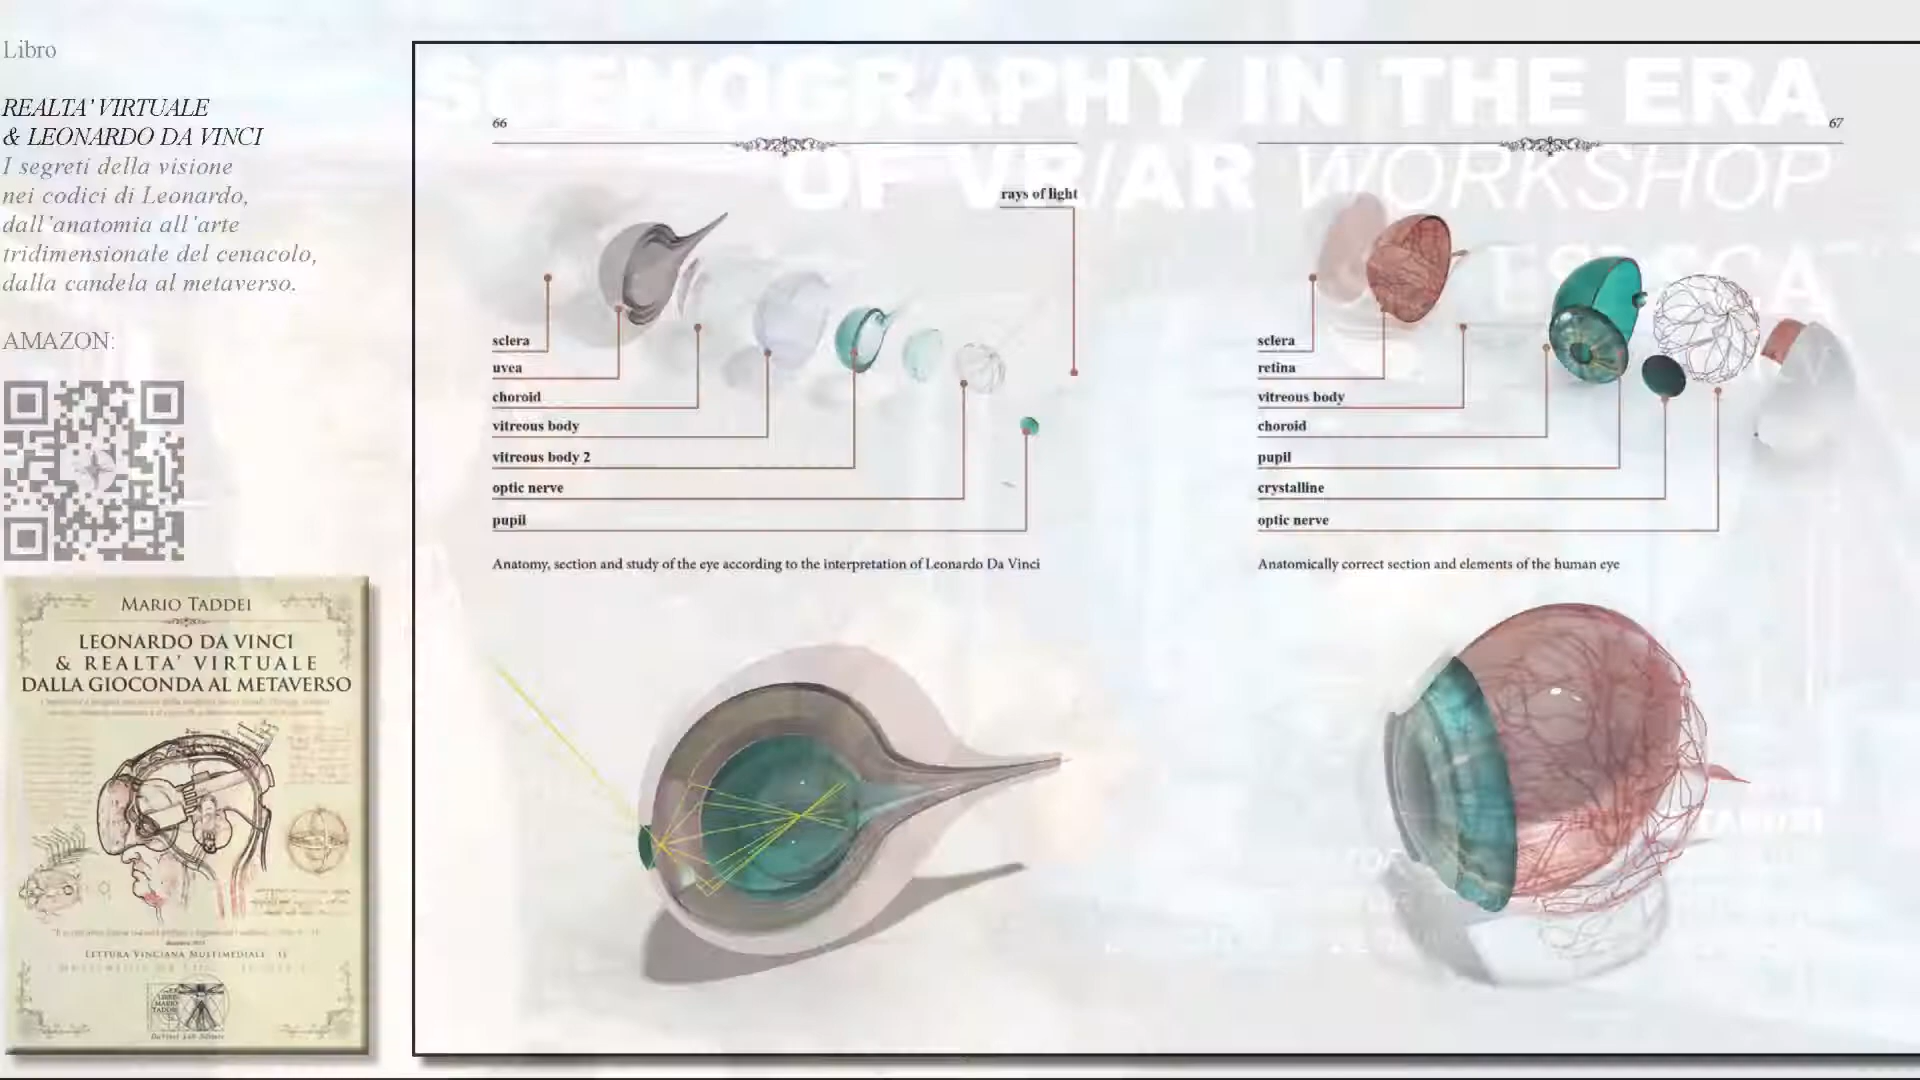 Libro
REALTA' VIRTUALE
& LEONARDO DA VINCI
I segreti della visione
nei codici di Leonardo,
dall'anatomia all'arte
tridimensionale del cenacolo,
dalla candela al metaverso.
AMAZON:
MARIO TADDEI
LEONARDO DA VINCI
& REALTA' VIRTUALE
DALLA GIOCONDA AL METAVERSO
LETTURA VINCIANA MULTIMEDIALE
SCENOGRAPHY IN THE ERA
OF VR/AR WORKSHOP
66
rays of light
sclera
uvea
choroid
vitreous body
vitreous body 2
optic nerve
pupil
Anatomy, section and study of the eye according to the interpretation of Leonardo Da Vinci
67
sclera
retina
vitreous body
choroid
pupil
crystalline
optic nerve
Anatomically correct section and elements of the human eye